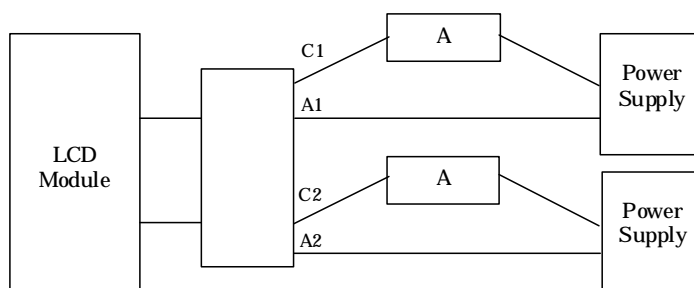 LCD
Module
C1
A
A1
Power
Supply
C2
A
A2
Power
Supply